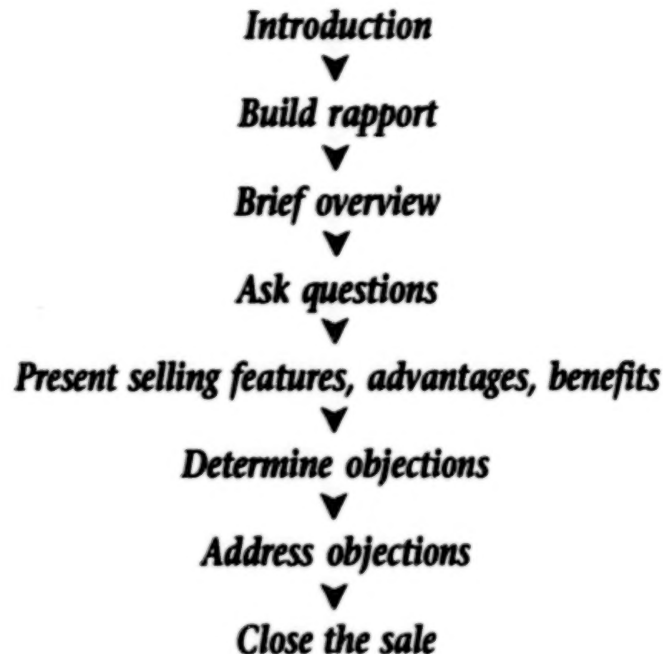 Introduction
Build rapport
Brief overview
Ask questions
Present selling features, advantages, benefits
Determine objections
Address objections
Close the sale